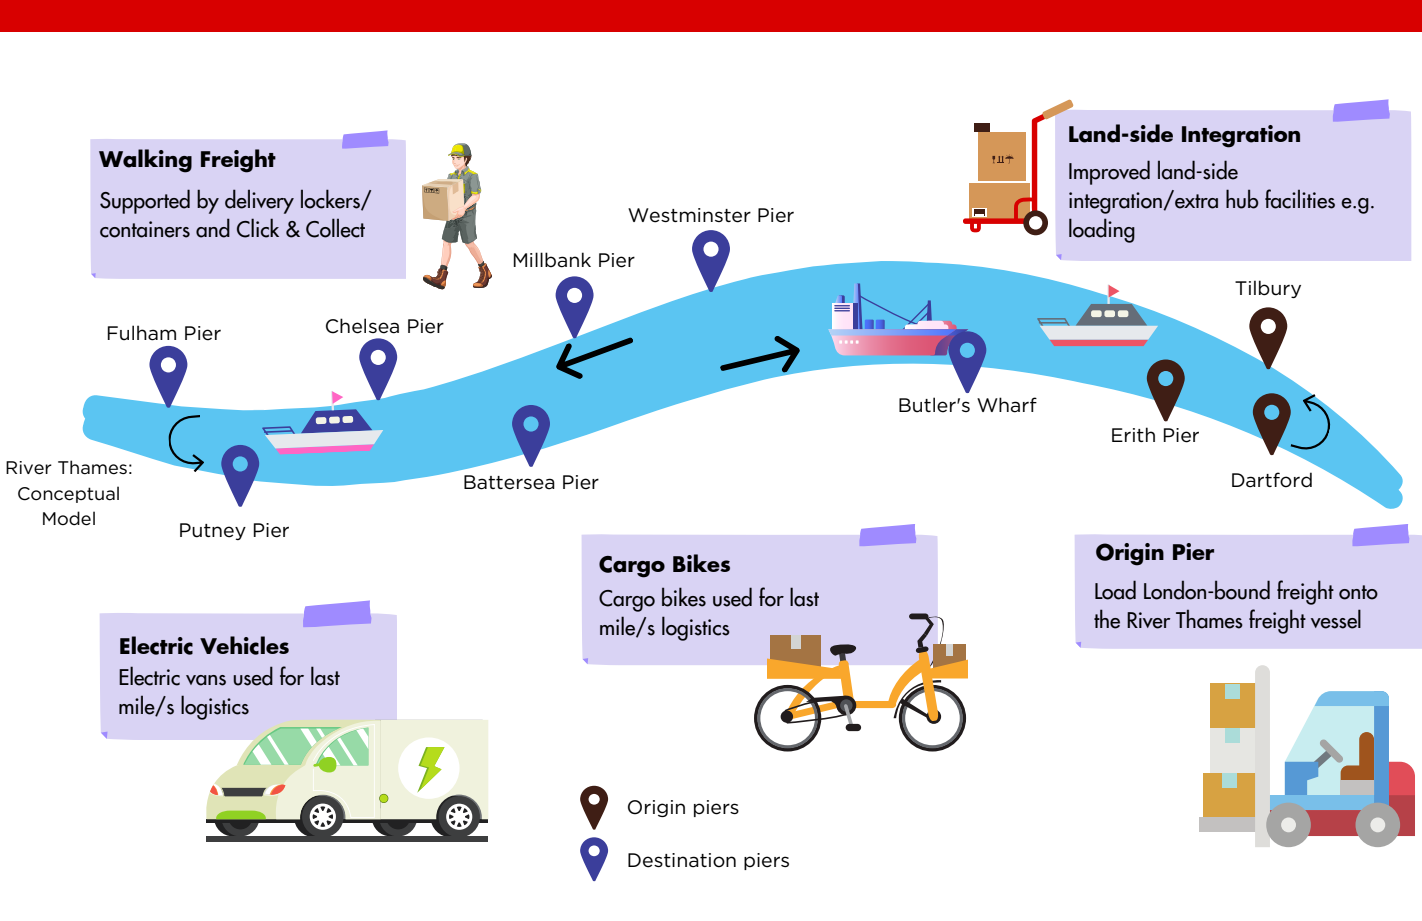 Walking Freight
Supported by delivery lockers/
containers and Click & Collect
Land-side Integration
Improved land-side
integration/extra hub facilities e.g.
loading
Westminster Pier
Millbank Pier
Tilbury
Chelsea Pier
Fulham Pier
Butler's Wharf
Erith Pier
River Thames:
Conceptual
Model
Battersea Pier
Dartford
Putney Pier
Cargo Bikes
Cargo bikes used for last
mile/s logistics
Origin Pier
Load London-bound freight onto
the River Thames freight vessel
Electric Vehicles
Electric vans used for last
mile/s logistics
Origin piers
Destination piers